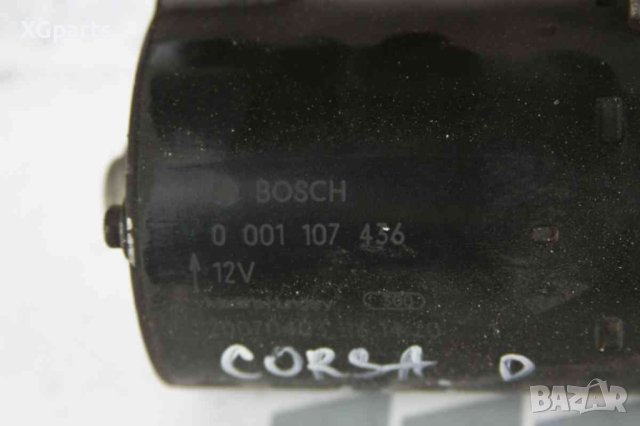 XGparts
BOSCH
0 001 107 436
12V
CORSA. D
BAZAR